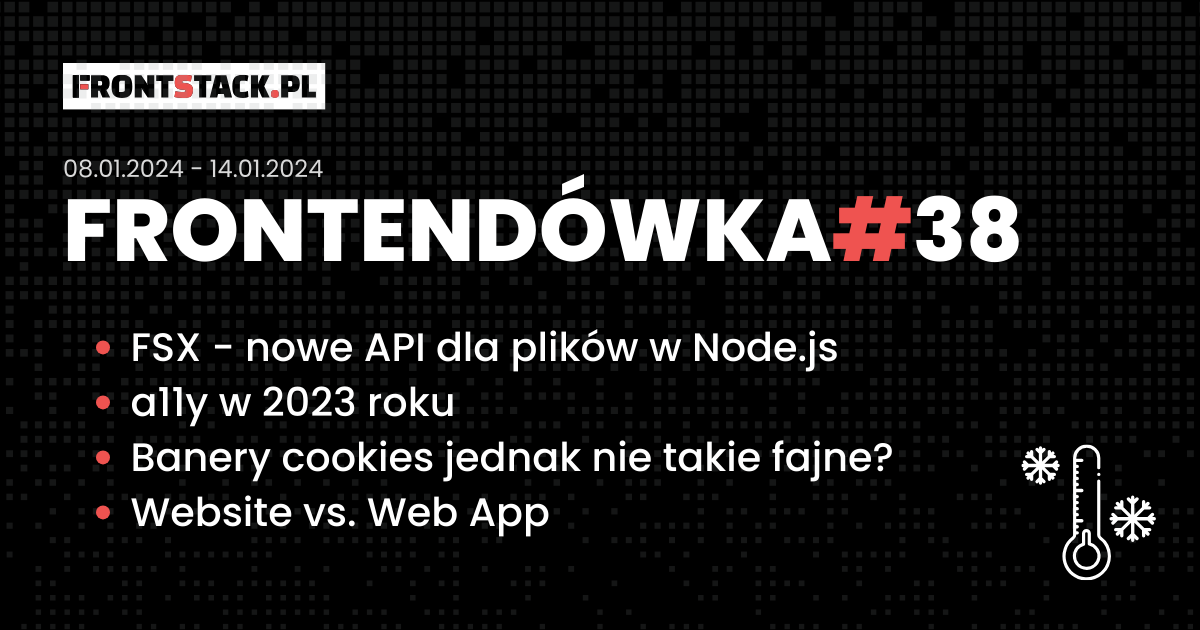 FRONTSTACK.PL
08.01.2024 - 14.01.2024
FRONTENDÓWKA#38
• FSX - nowe API dla plików w Node.js
• a11y w 2023 roku
• Banery cookies jednak nie takie fajne?
• Website vs. Web App